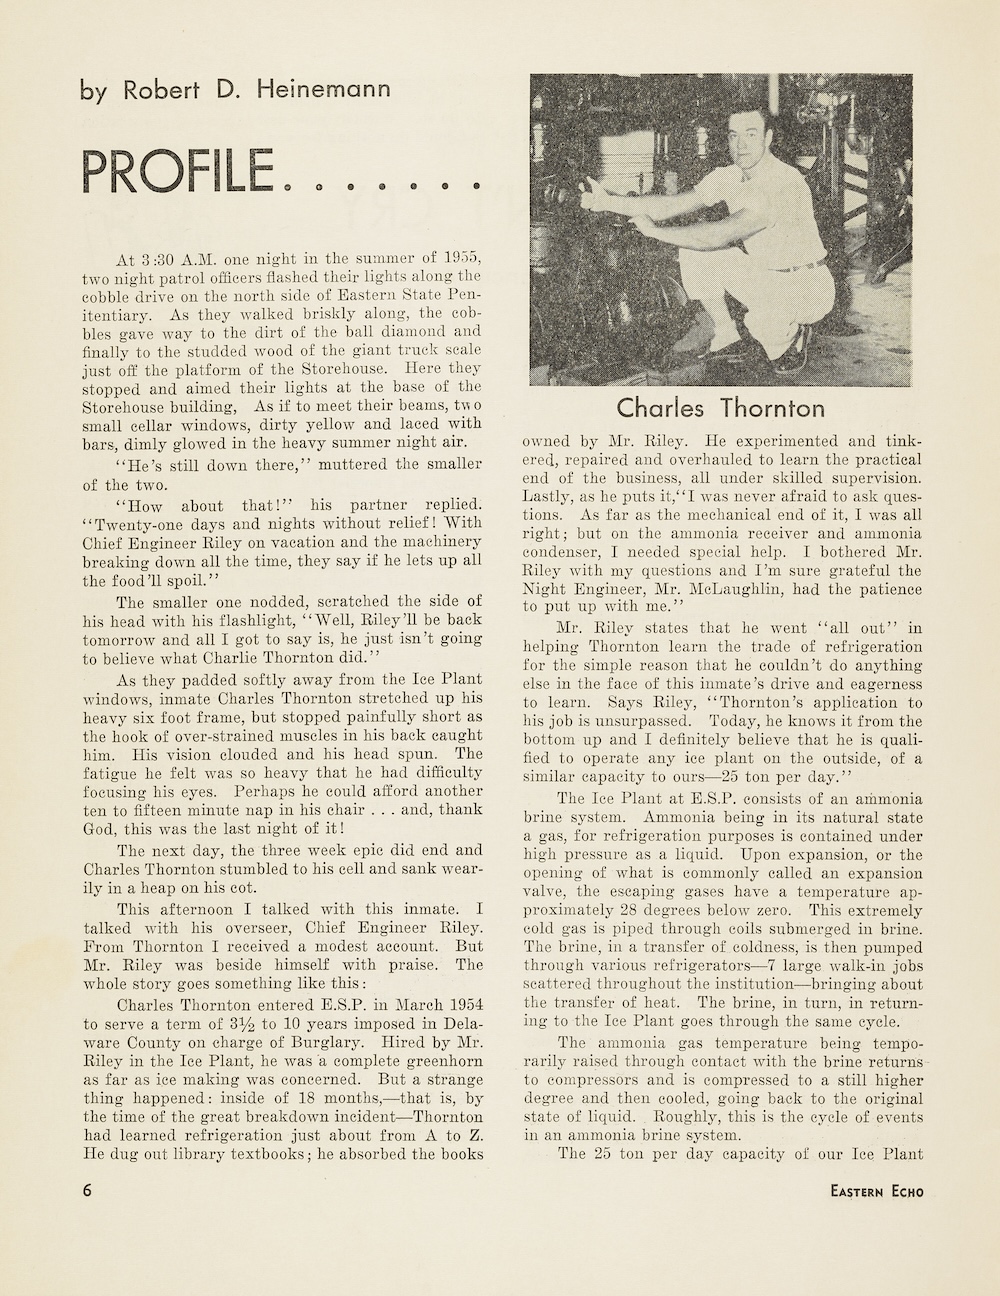 by Robert D. Heinemann
PROFILE. . . . . . . .
At 3:30 A.M. one night in the summer of 1955,
two night patrol officers flashed their lights along the
cobble drive on the north side of Eastern State Pen-
itentiary. As they walked briskly along, the cob-
bles gave way to the dirt of the ball diamond and
finally to the studded wood of the giant truck scale
just off the platform of the Storehouse. Here they
stopped and aimed their lights at the base of the
Storehouse building, As if to meet their beams, two
small cellar windows, dirty yellow and laced with
bars, dimly glowed in the heavy summer night air.
“He’s still down there,” muttered the smaller
of the two.
“How about that!” his partner replied.
“Twenty-one days and nights without relief! With
Chief Engineer Riley on vacation and the machinery
breaking down all the time, they say if he lets up all
the food’ll spoil.”
The smaller one nodded, scratched the side of
his head with his flashlight, “Well, Riley’ll be back
tomorrow and all I got to say is, he just isn’t going
to believe what Charlie Thornton did.”
As they padded softly away from the Ice Plant
windows, inmate Charles Thornton stretched up his
heavy six foot frame, but stopped painfully short as
the hook of over-strained muscles in his back caught
him. His vision clouded and his head spun. The
fatigue he felt was so heavy that he had difficulty
focusing his eyes. Perhaps he could afford another
ten to fifteen minute nap in his chair . . . and, thank
God, this was the last night of it!
The next day, the three week epic did end and
Charles Thornton stumbled to his cell and sank wear-
ily in a heap on his cot.
This afternoon I talked with this inmate. I
talked with his overseer, Chief Engineer Riley.
From Thornton I received a modest account. But
Mr. Riley was beside himself with praise. The
whole story goes something like this:
Charles Thornton entered E.S.P. in March 1954
to serve a term of 3½ to 10 years imposed in Dela-
ware County on charge of Burglary. Hired by Mr.
Riley in the Ice Plant, he was a complete greenhorn
as far as ice making was concerned. But a strange
thing happened: inside of 18 months,—that is, by
the time of the great breakdown incident—Thornton
had learned refrigeration just about from A to Z.
He dug out library textbooks; he absorbed the books
Charles Thornton
owned by Mr. Riley. He experimented and tink-
ered, repaired and overhauled to learn the practical
end of the business, all under skilled supervision.
Lastly, as he puts it,“I was never afraid to ask ques-
tions. As far as the mechanical end of it, I was all
right; but on the ammonia receiver and ammonia
condenser, I needed special help. I bothered Mr.
Riley with my questions and I’m sure grateful the
Night Engineer, Mr. McLaughlin, had the patience
to put up with me.”
Mr. Riley states that he went “all out” in
helping Thornton learn the trade of refrigeration
for the simple reason that he couldn’t do anything
else in the face of this inmate’s drive and eagerness
to learn. Says Riley, “Thornton’s application to
his job is unsurpassed. Today, he knows it from the
bottom up and I definitely believe that he is quali-
fied to operate any ice plant on the outside, of a
similar capacity to ours—25 ton per day.”
The Ice Plant at E.S.P. consists of an ammonia
brine system. Ammonia being in its natural state
a gas, for refrigeration purposes is contained under
high pressure as a liquid. Upon expansion, or the
opening of what is commonly called an expansion
valve, the escaping gases have a temperature ap-
proximately 28 degrees below zero. This extremely
cold gas is piped through coils submerged in brine.
The brine, in a transfer of coldness, is then pumped
through various refrigerators—7 large walk-in jobs
scattered throughout the institution—bringing about
the transfer of heat. The brine, in turn, in return-
ing to the Ice Plant goes through the same cycle.
The ammonia gas temperature being tempo-
rarily raised through contact with the brine returns
to compressors and is compressed to a still higher
degree and then cooled, going back to the original
state of liquid. Roughly, this is the cycle of events
in an ammonia brine system.
The 25 ton per day capacity of our Ice Plant
6
EASTERN ECHO